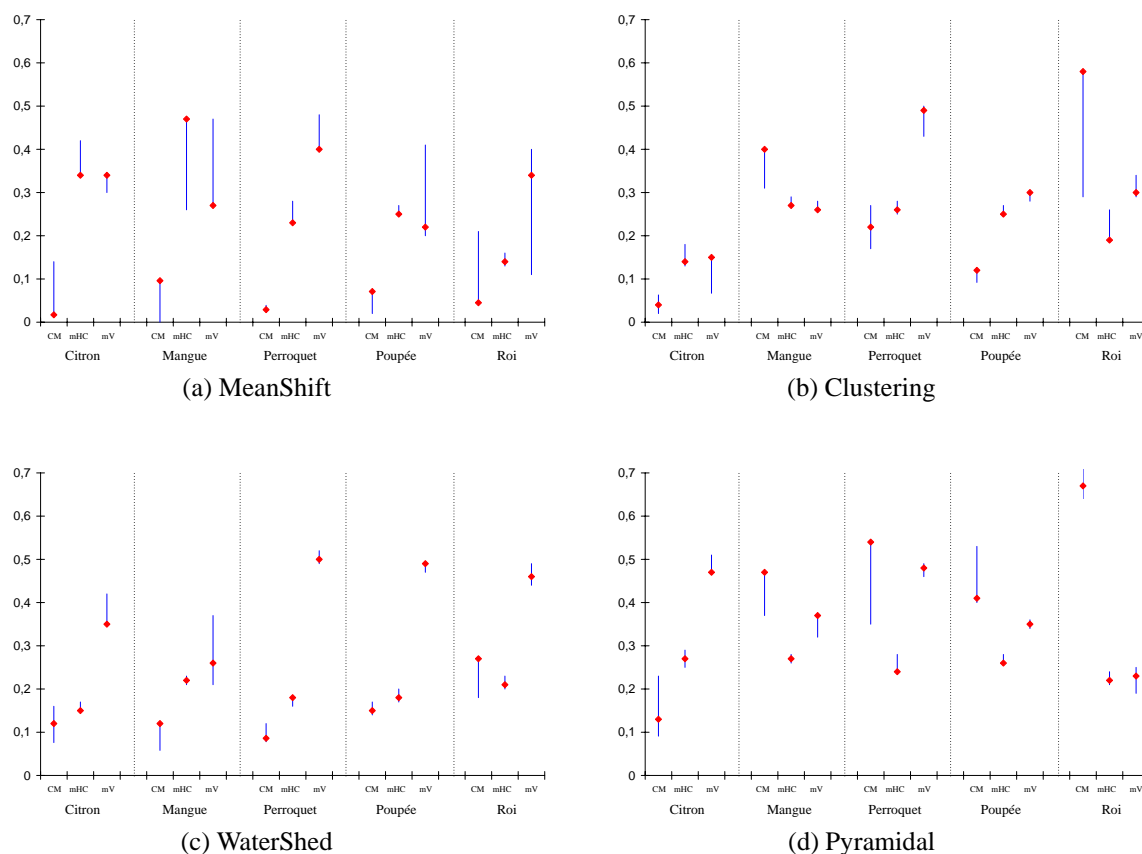 0,7 0,7
0,6 0,6
0,5 0,5
0,4 0,4
0,3 0,3
0,2 0,2
0,1 0,1
0 0
CM mHC mV CM mHC mV CM mHC mV CM mHC mV CM mHC mV CM mHC mV CM mHC mV CM mHC mV CM mHC mV CM mHC mV
Citron Mangue Perroquet Poupée Roi Citron Mangue Perroquet Poupée Roi
(a) MeanShift (b) Clustering
0,7 0,7
0,6 0,6
0,5 0,5
0,4 0,4
0,3 0,3
0,2 0,2
0,1 0,1
0 0
CM mHC mV CM mHC mV CM mHC mV CM mHC mV CM mHC mV CM mHC mV CM mHC mV CM mHC mV CM mHC mV CM mHC mV
Citron Mangue Perroquet Poupée Roi Citron Mangue Perroquet Poupée Roi
(c) WaterShed (d) Pyramidal